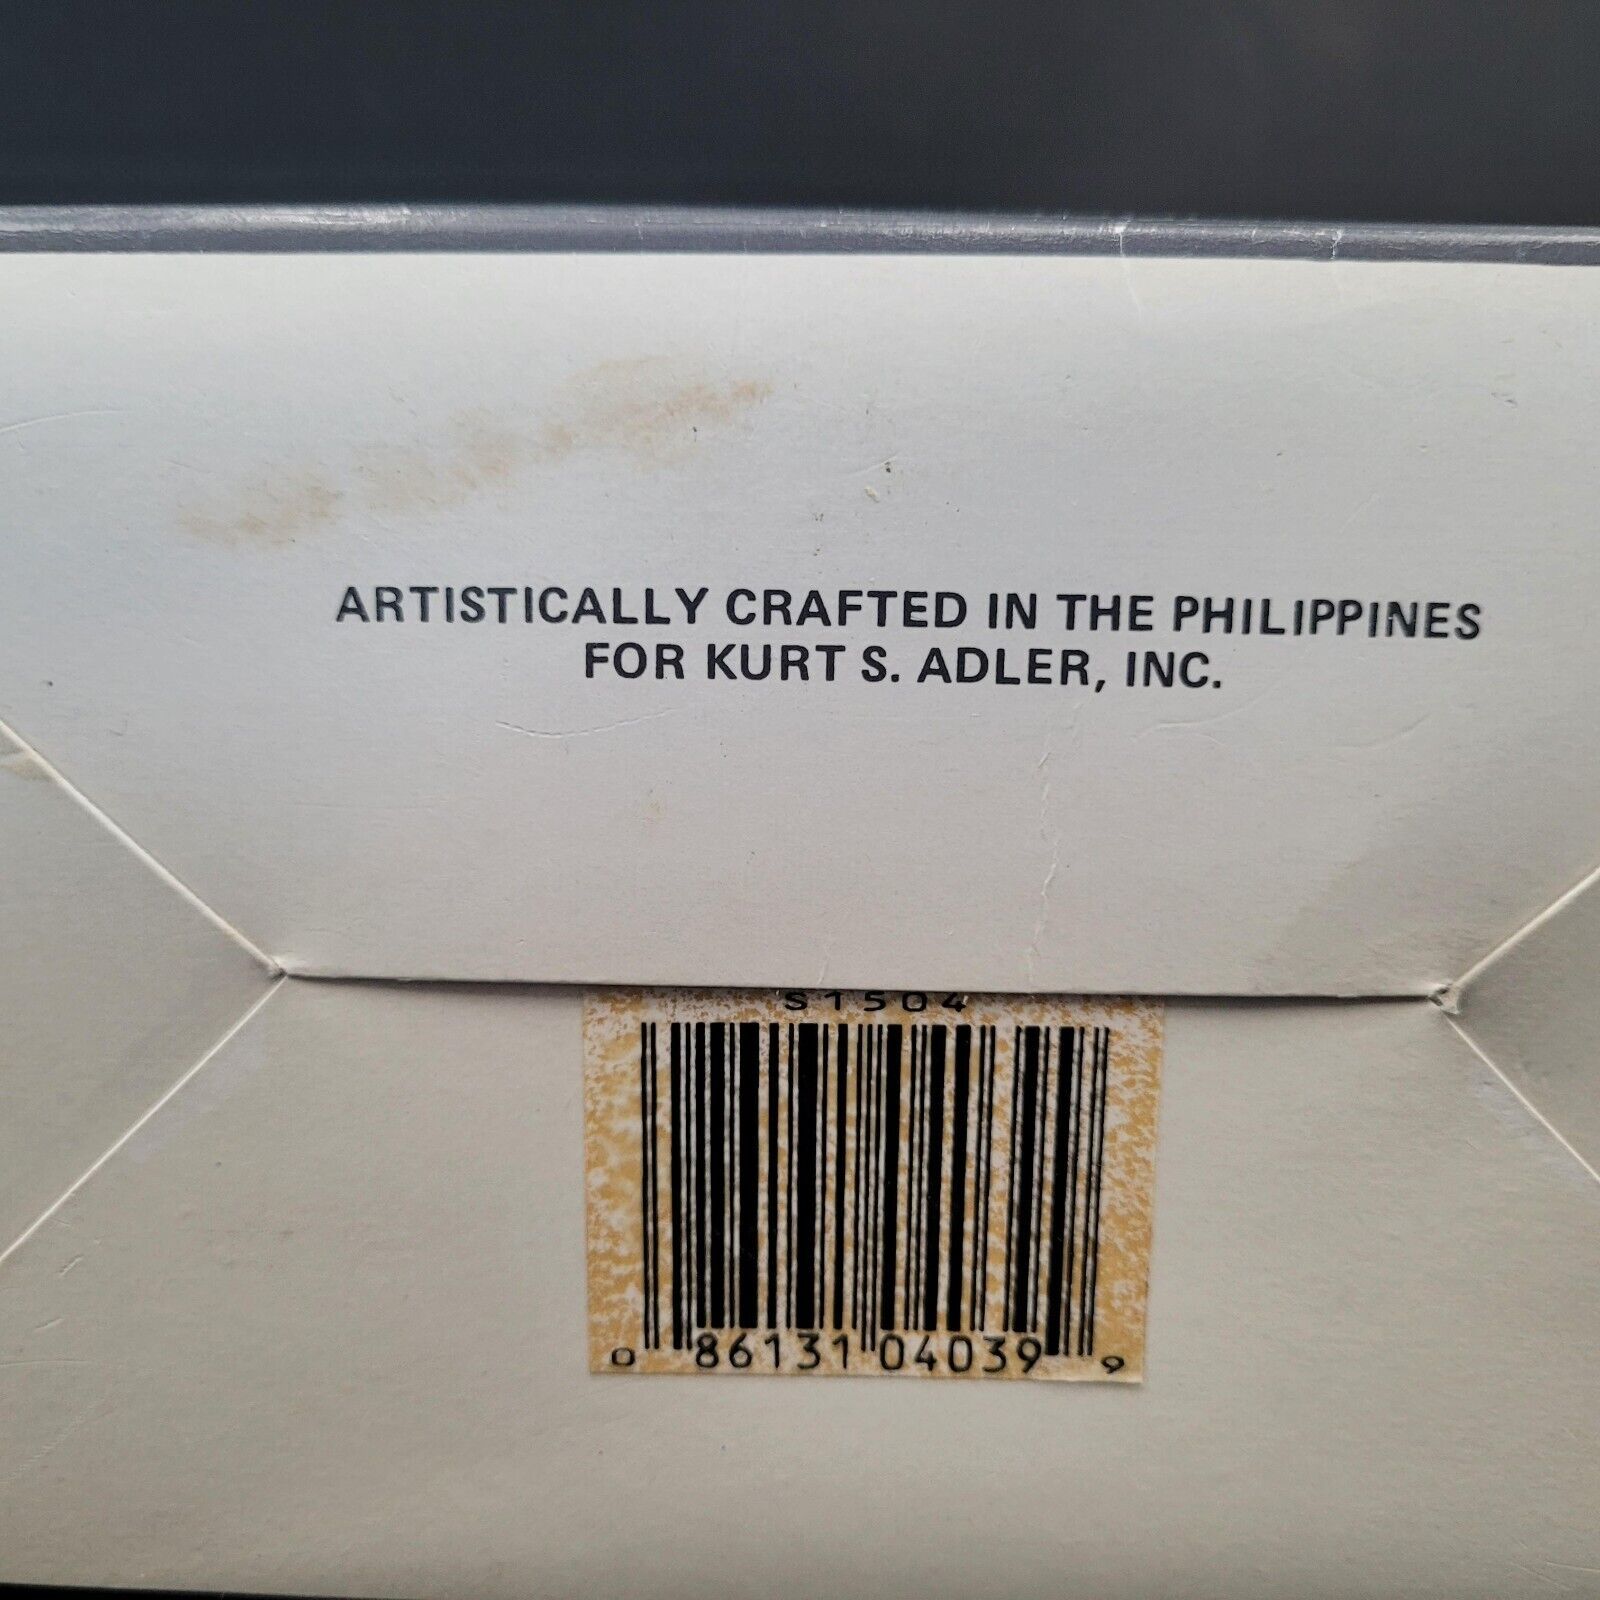 ARTISTICALLY CRAFTED IN THE PHILIPPINES
FOR KURT S. ADLER, INC.
S1504
0 86131 04039 9